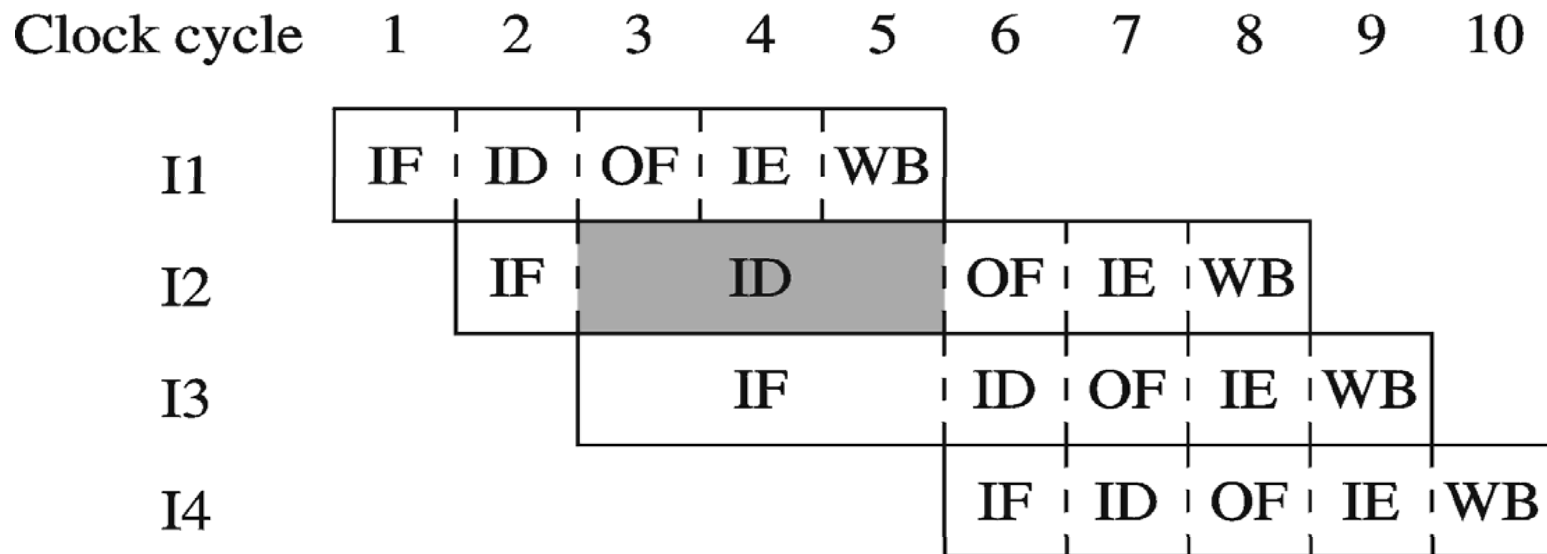 Clock cycle 1 2 3 4 5 6 7 8 9 10
I1 IF ID OF IE WB
I2 IF ID OF IE WB
I3 IF ID OF IE WB
I4 IF ID OF IE WB